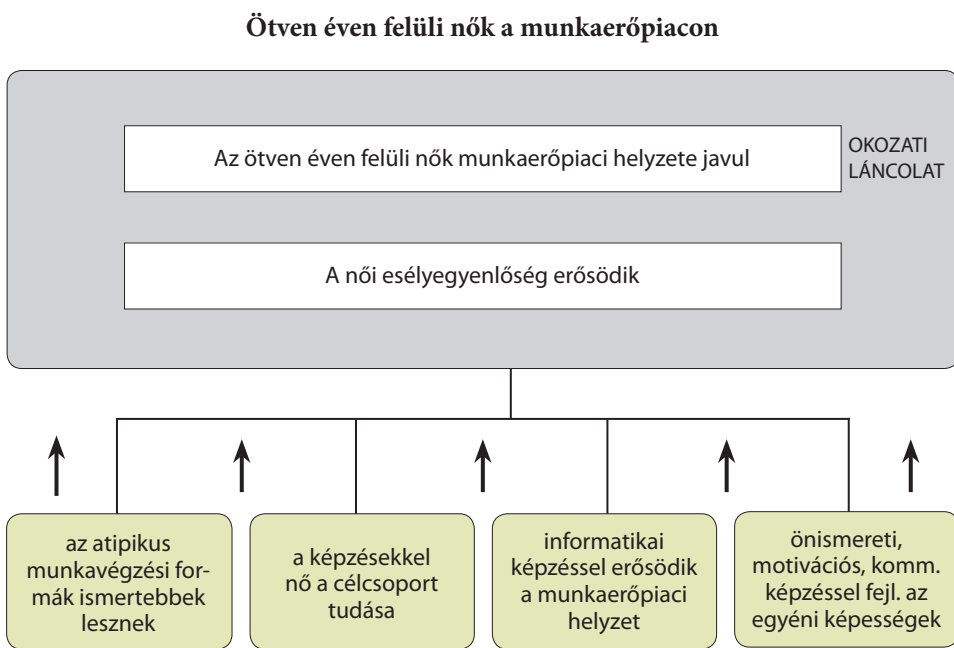 Ötven éven felüli nők a munkaerőpiacon
Az ötven éven felüli nők munkaerőpiaci helyzete javul
OKOZATI
LÁNCOLAT
A női esélyegyenlőség erősödik
az atipikus
munkavégzési for-
mák ismertebbek
lesznek
a képzésekkel
nő a célcsoport
tudása
informatikai
képzéssel erősödik
a munkaerőpiaci
helyzet
önismereti,
motivációs, komm.
képzéssel fejl. az
egyéni képességek